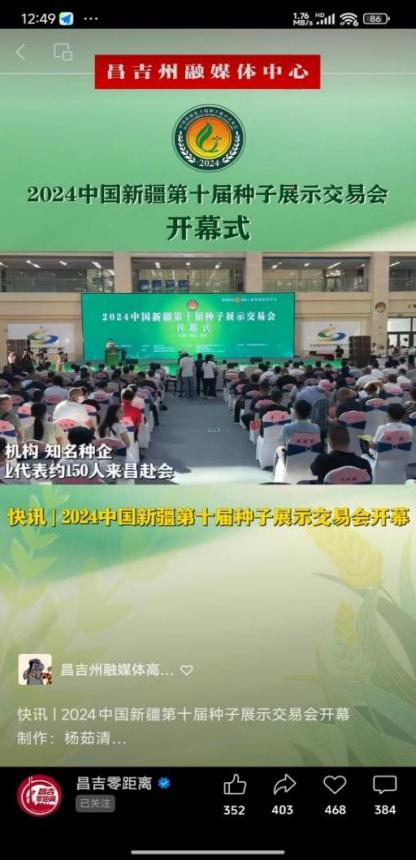 12:49
1.76 MB/s HD 86
昌吉州融媒体中心
2024
2024中国新疆第十届种子展示交易会
开幕式
2024中国新疆第十届种子展示交易会
开幕式
机构 知名种企
业代表约150人来昌赴会
快讯 | 2024中国新疆第十届种子展示交易会开幕
昌吉州融媒体高...
快讯 | 2024中国新疆第十届种子展示交易会开幕
制作：杨茹清...
昌吉零距离
已关注
352 403 468 384